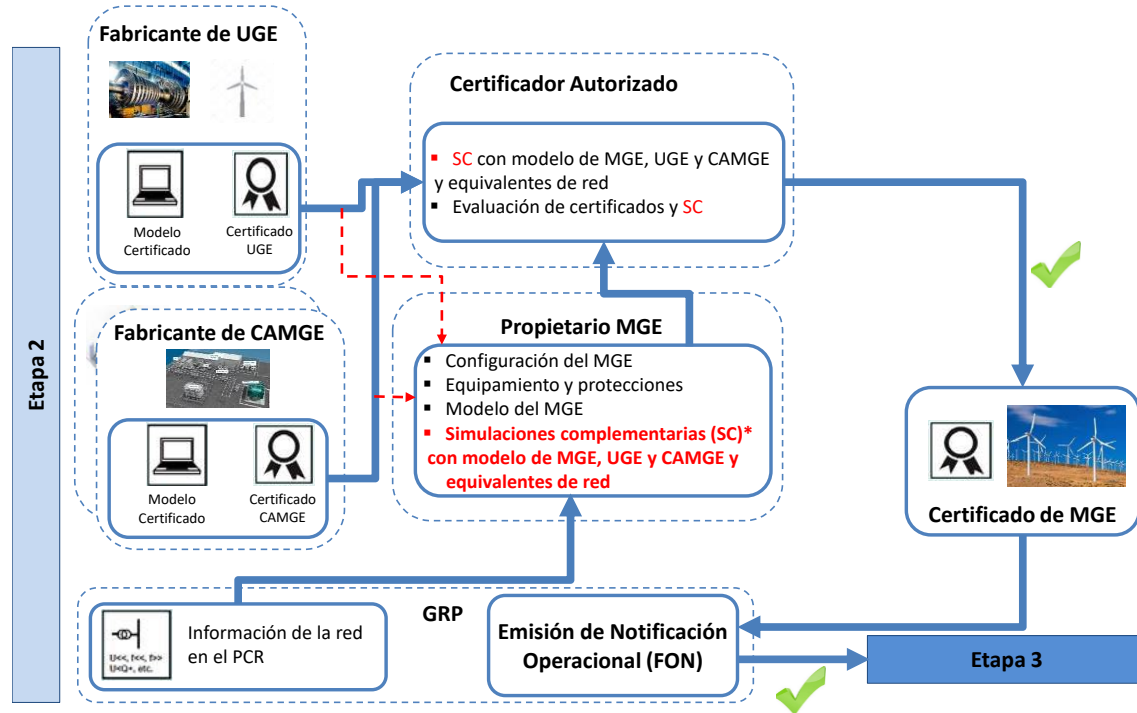 Etapa 2
Fabricante de UGE
Modelo
Certificado
Certificado
UGE
Fabricante de CAMGE
Modelo
Certificado
Certificado
CAMGE
Certificador Autorizado
SC con modelo de MGE, UGE y CAMGE
y equivalentes de red
Evaluación de certificados y SC
Propietario MGE
Configuración del MGE
Equipamiento y protecciones
Modelo del MGE
Simulaciones complementarias (SC)*
con modelo de MGE, UGE y CAMGE y
equivalentes de red
Certificado de MGE
GRP
U<<, f<<, f>>
U<Q+, etc.
Información de la red
en el PCR
Emisión de Notificación
Operacional (FON)
Etapa 3